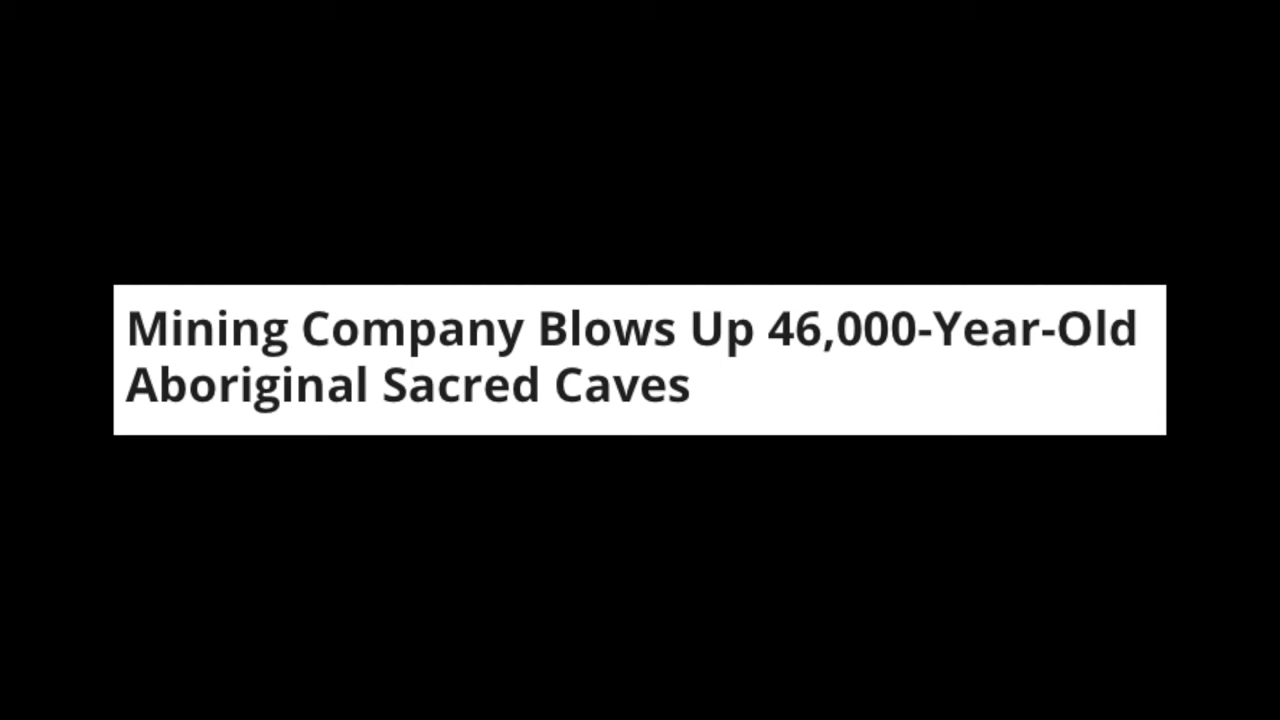 Mining Company Blows Up 46,000-Year-Old
Aboriginal Sacred Caves